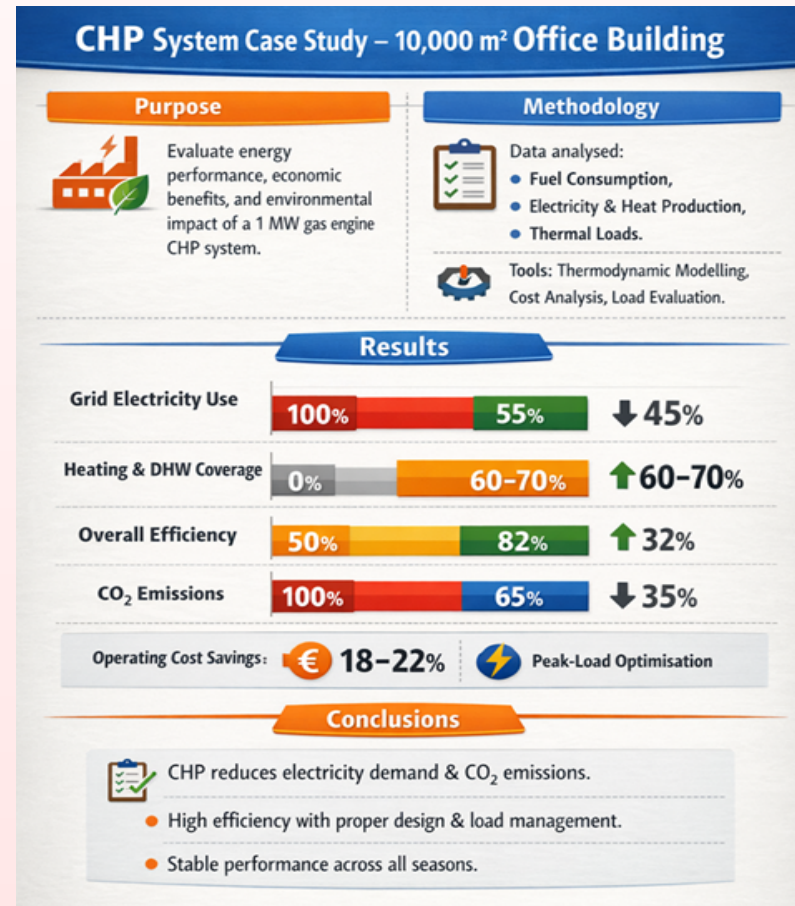 CHP System Case Study – 10,000 m² Office Building
Purpose
Evaluate energy
performance, economic
benefits, and environmental
impact of a 1 MW gas engine
CHP system.
Methodology
Data analysed:
• Fuel Consumption,
• Electricity & Heat Production,
• Thermal Loads.
Tools: Thermodynamic Modelling,
Cost Analysis, Load Evaluation.
Results
Grid Electricity Use 100% 55% 45%
Heating & DHW Coverage 0% 60–70% 60–70%
Overall Efficiency 50% 82% 32%
CO₂ Emissions 100% 65% 35%
Operating Cost Savings: € 18–22% Peak-Load Optimisation
Conclusions
CHP reduces electricity demand & CO₂ emissions.
• High efficiency with proper design & load management.
• Stable performance across all seasons.